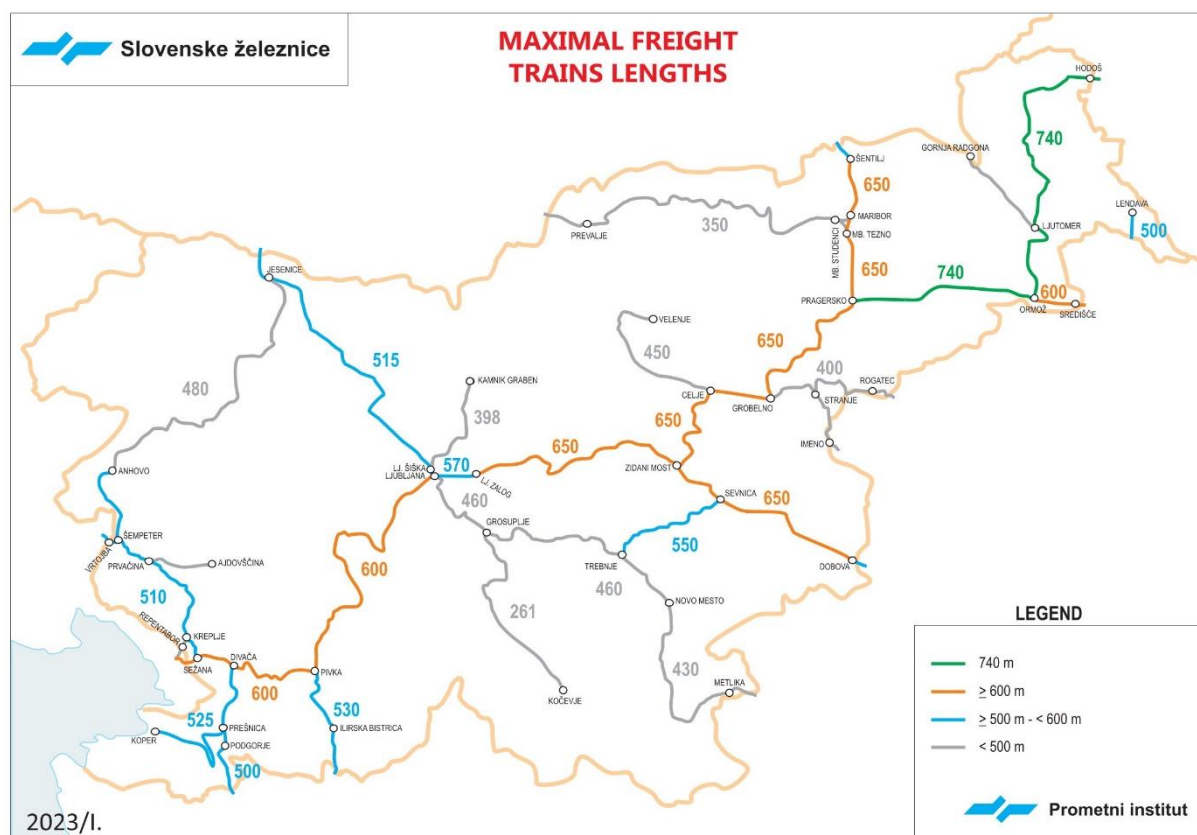 Slovenske železnice
MAXIMAL FREIGHT
TRAINS LENGTHS
HODOŠ
740
GORNJA RADGONA
ŠENTILJ
650
LENDAVA
500
MARIBOR
350
PREVALJE
LJUTOMER
MB. TEZNO
MB. STUDENCI
JESENICE
650
740
600
PRAGERSKO
ORMOŽ
SREDIŠČE
VELENJE
650
450
515
400
KAMNIK GRABEN
ROGATEC
480
CELJE
STRANJE
GROBELNO
398
650
IMENO
650
ANHOVO
LJ. ŠIŠKA
570
LJUBLJANA
ZIDANI MOST
LJ. ZALOG
460
SEVNICA
650
GROSUPLJE
ŠEMPETER
VRTOJBA
550
PRVAČINA
AJDOVŠČINA
TREBNJE
DOBOVA
600
460
510
NOVO MESTO
261
REPENTABOR
KREPLJE
SEŽANA
DIVAČA
PIVKA
430
600
KOČEVJE
METLIKA
530
525
PREŠNICA
ILIRSKA BISTRICA
KOPER
PODGORJE
500
LEGEND
740 m
≥ 600 m
≥ 500 m - < 600 m
< 500 m
Prometni institut
2023/I.